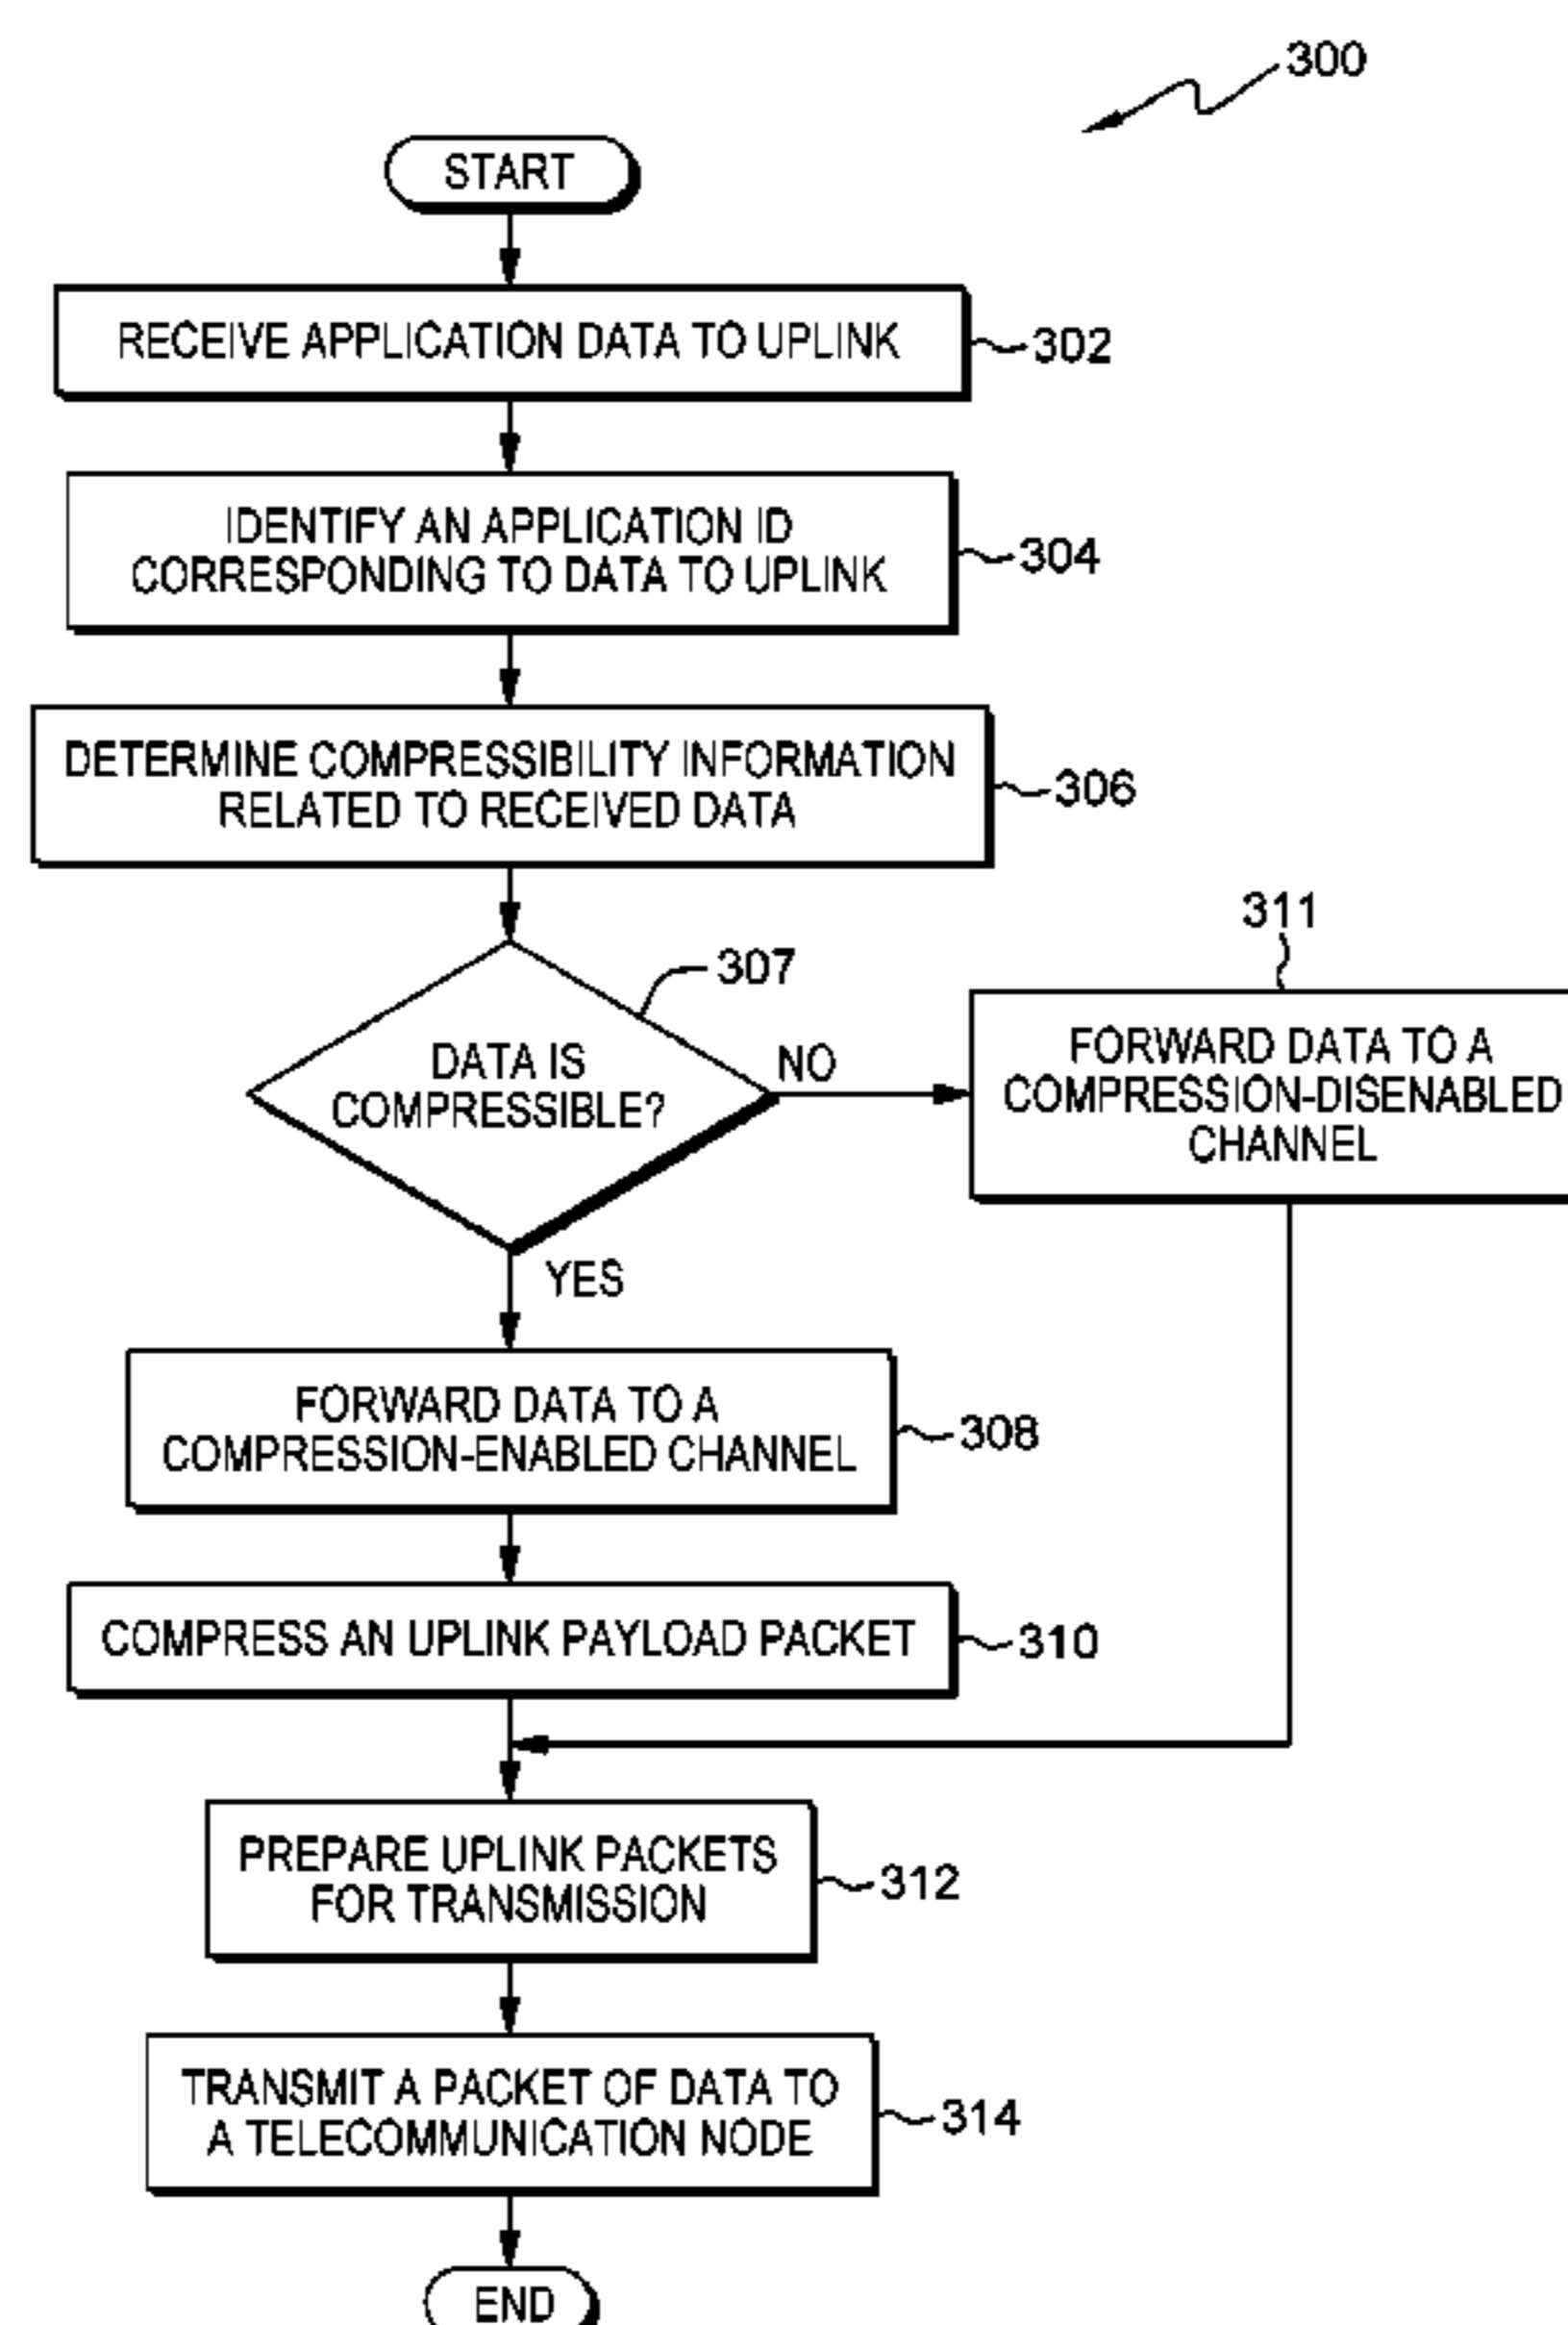 300
START
RECEIVE APPLICATION DATA TO UPLINK
302
IDENTIFY AN APPLICATION ID
CORRESPONDING TO DATA TO UPLINK
304
DETERMINE COMPRESSIBILITY INFORMATION
RELATED TO RECEIVED DATA
306
307
DATA IS
COMPRESSIBLE?
NO
311
FORWARD DATA TO A
COMPRESSION-DISENABLED
CHANNEL
YES
FORWARD DATA TO A
COMPRESSION-ENABLED CHANNEL
308
COMPRESS AN UPLINK PAYLOAD PACKET
310
PREPARE UPLINK PACKETS
FOR TRANSMISSION
312
TRANSMIT A PACKET OF DATA TO
A TELECOMMUNICATION NODE
314
END